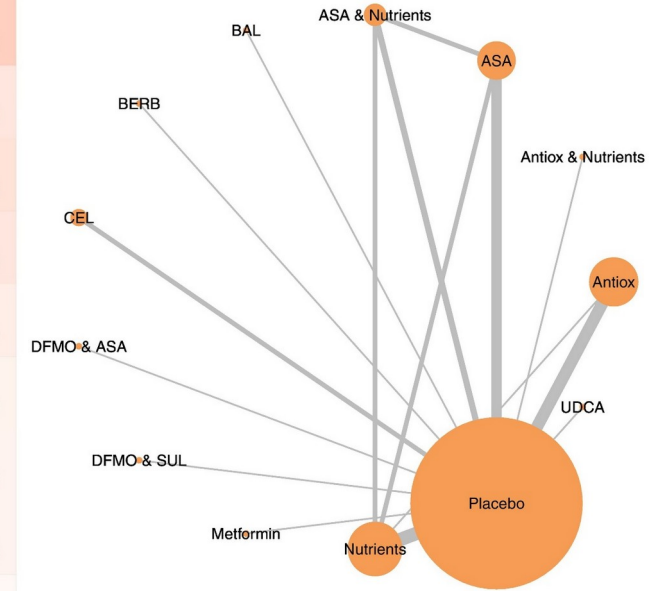 ASA & Nutrients
BAL
ASA
BERB
Antiox & Nutrients
CEL
Antiox
DFMO & ASA
UDCA
DFMO & SUL
Placebo
Metformin
Nutrients